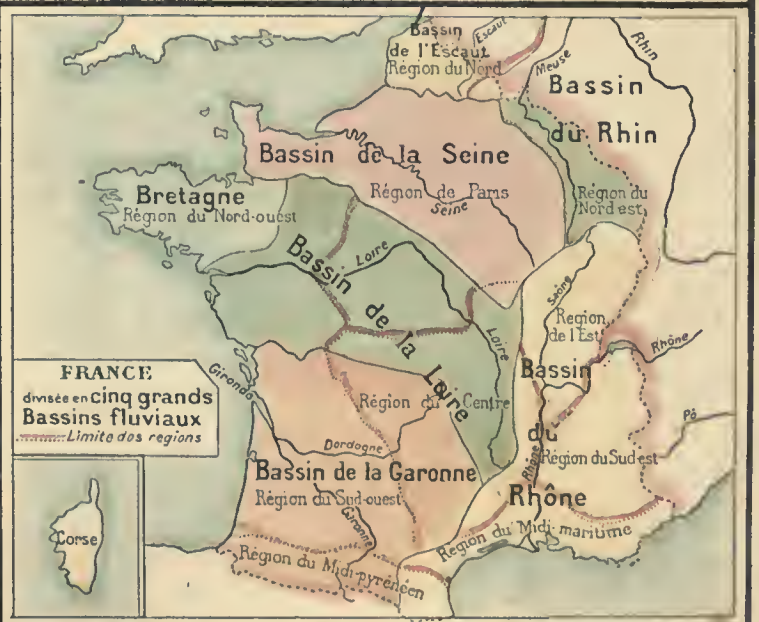 Bassin
de l'Escaut
Région du Nord
Escaut
Meuse
Rhin
Bassin
du Rhin
Région du
Nord est
Bassin de la Seine
Région de Paris
Seine
Bretagne
Région du Nord-ouest
Bassin de la Loire
Loire
Loire
Saône
Région
de l'Est
Rhône
Bassin
du
Rhône
Rhône
Pô
Région du Sud est
Région du Midi-maritime
FRANCE
divisée en cinq grands
Bassins fluviaux
Limite des regions
Gironde
Région du Centre
Dordogne
Bassin de la Garonne
Région du Sud-ouest
Garonne
Région du Midi-pyrénéen
Corse